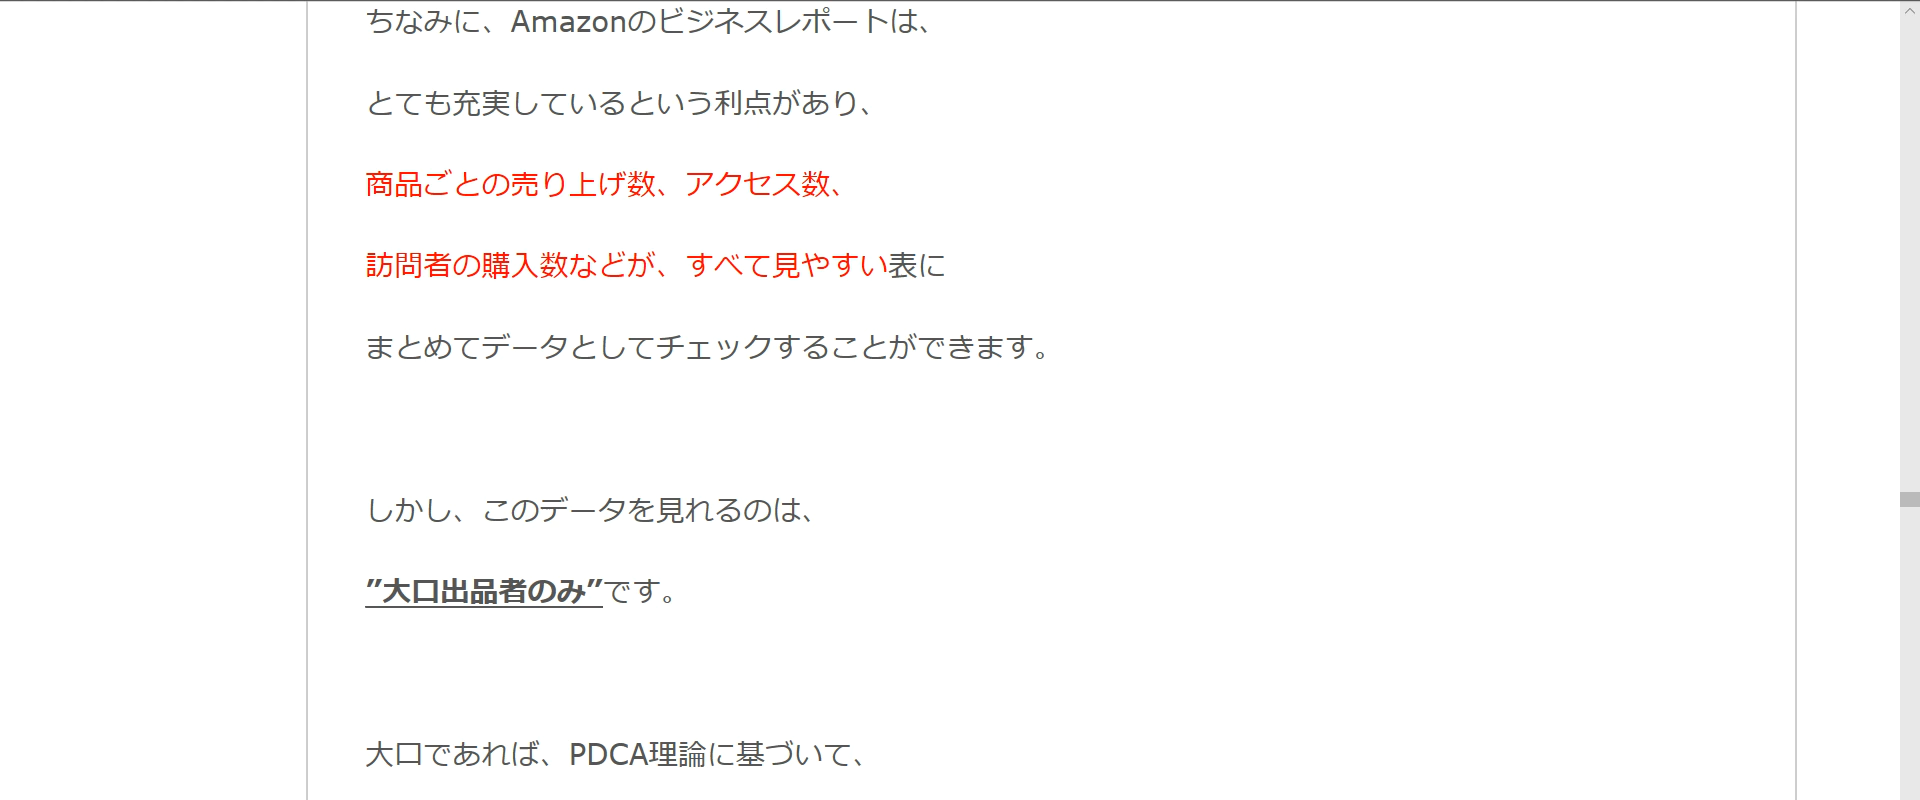 ちなみに、Amazonのビジネスレポートは、
とても充実しているという利点があり、
商品ごとの売り上げ数、アクセス数、
訪問者の購入数などが、すべて見やすい表に
まとめてデータとしてチェックすることができます。
しかし、このデータを見れるのは、
”大口出品者のみ”です。
大口であれば、PDCA理論に基づいて、